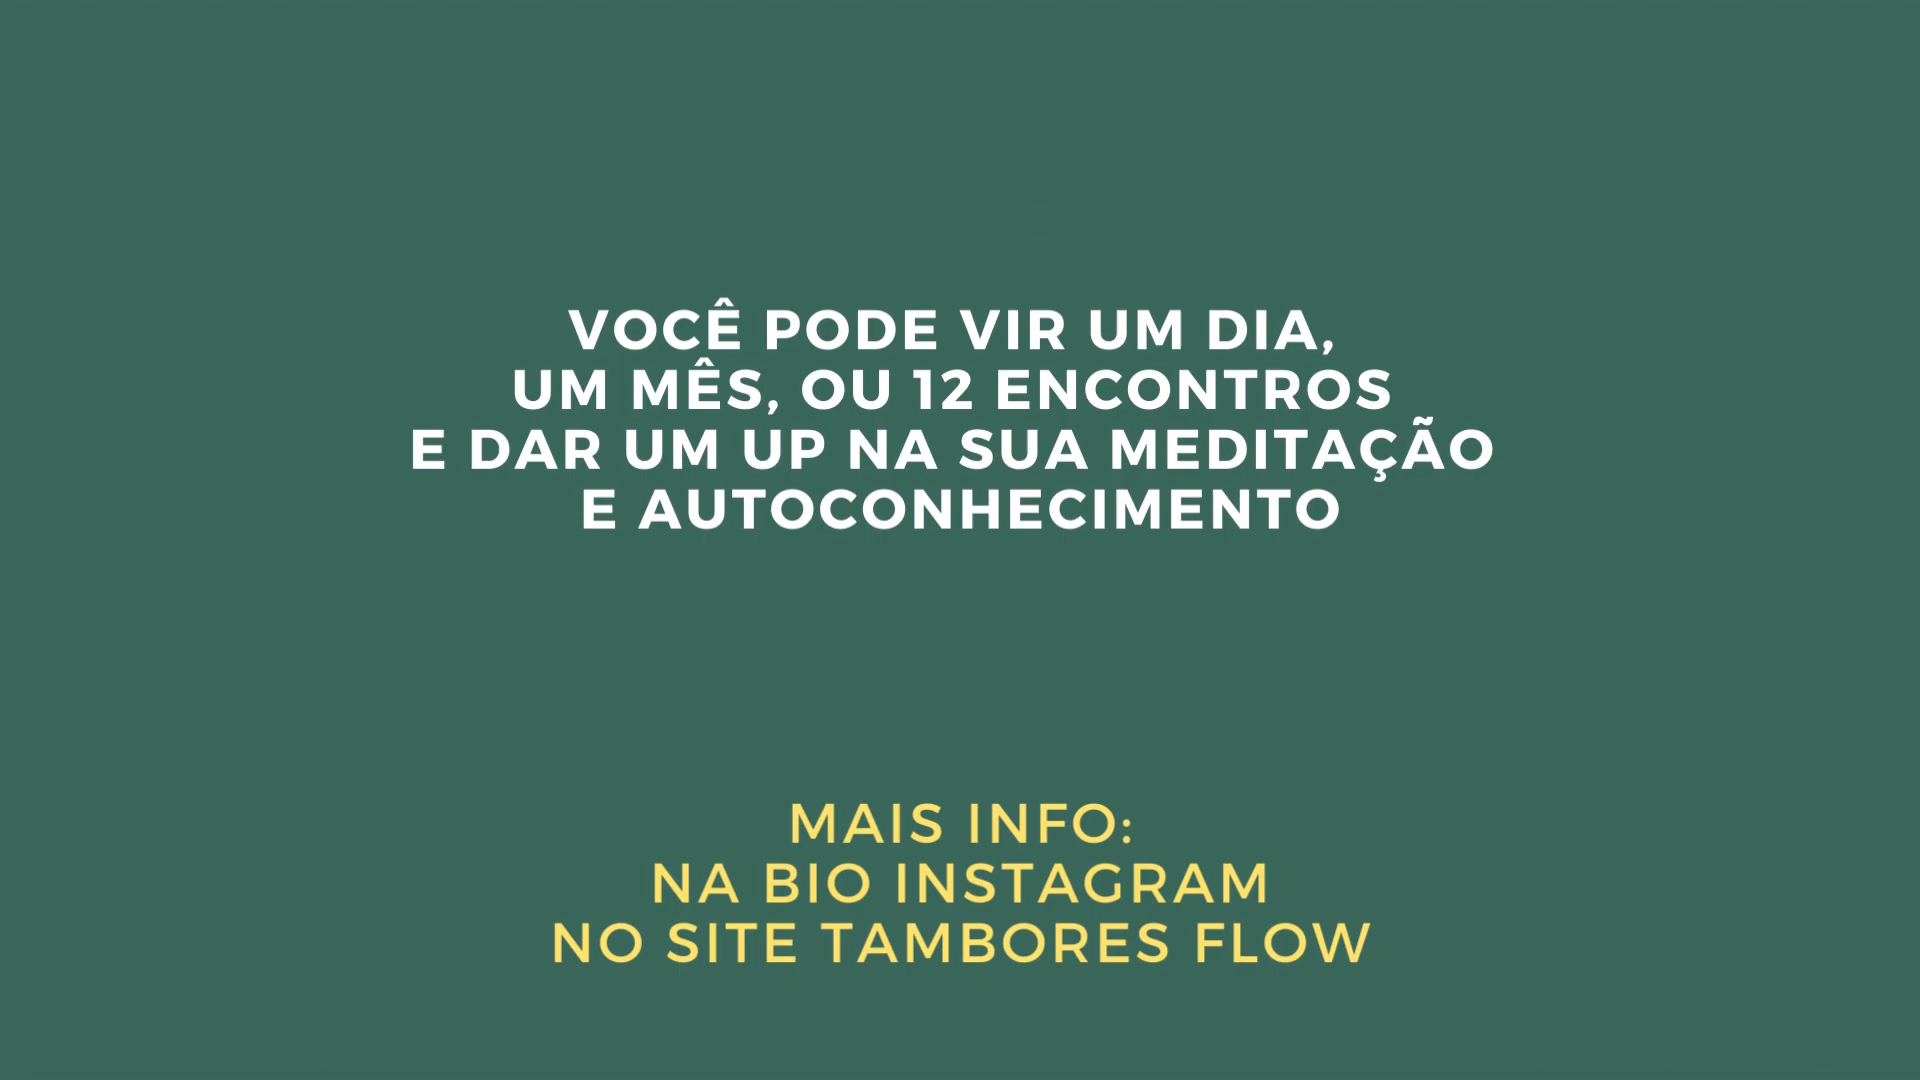 VOCÊ PODE VIR UM DIA,
UM MÊS, OU 12 ENCONTROS
E DAR UM UP NA SUA MEDITAÇÃO
E AUTOCONHECIMENTO
MAIS INFO:
NA BIO INSTAGRAM
NO SITE TAMBORES FLOW